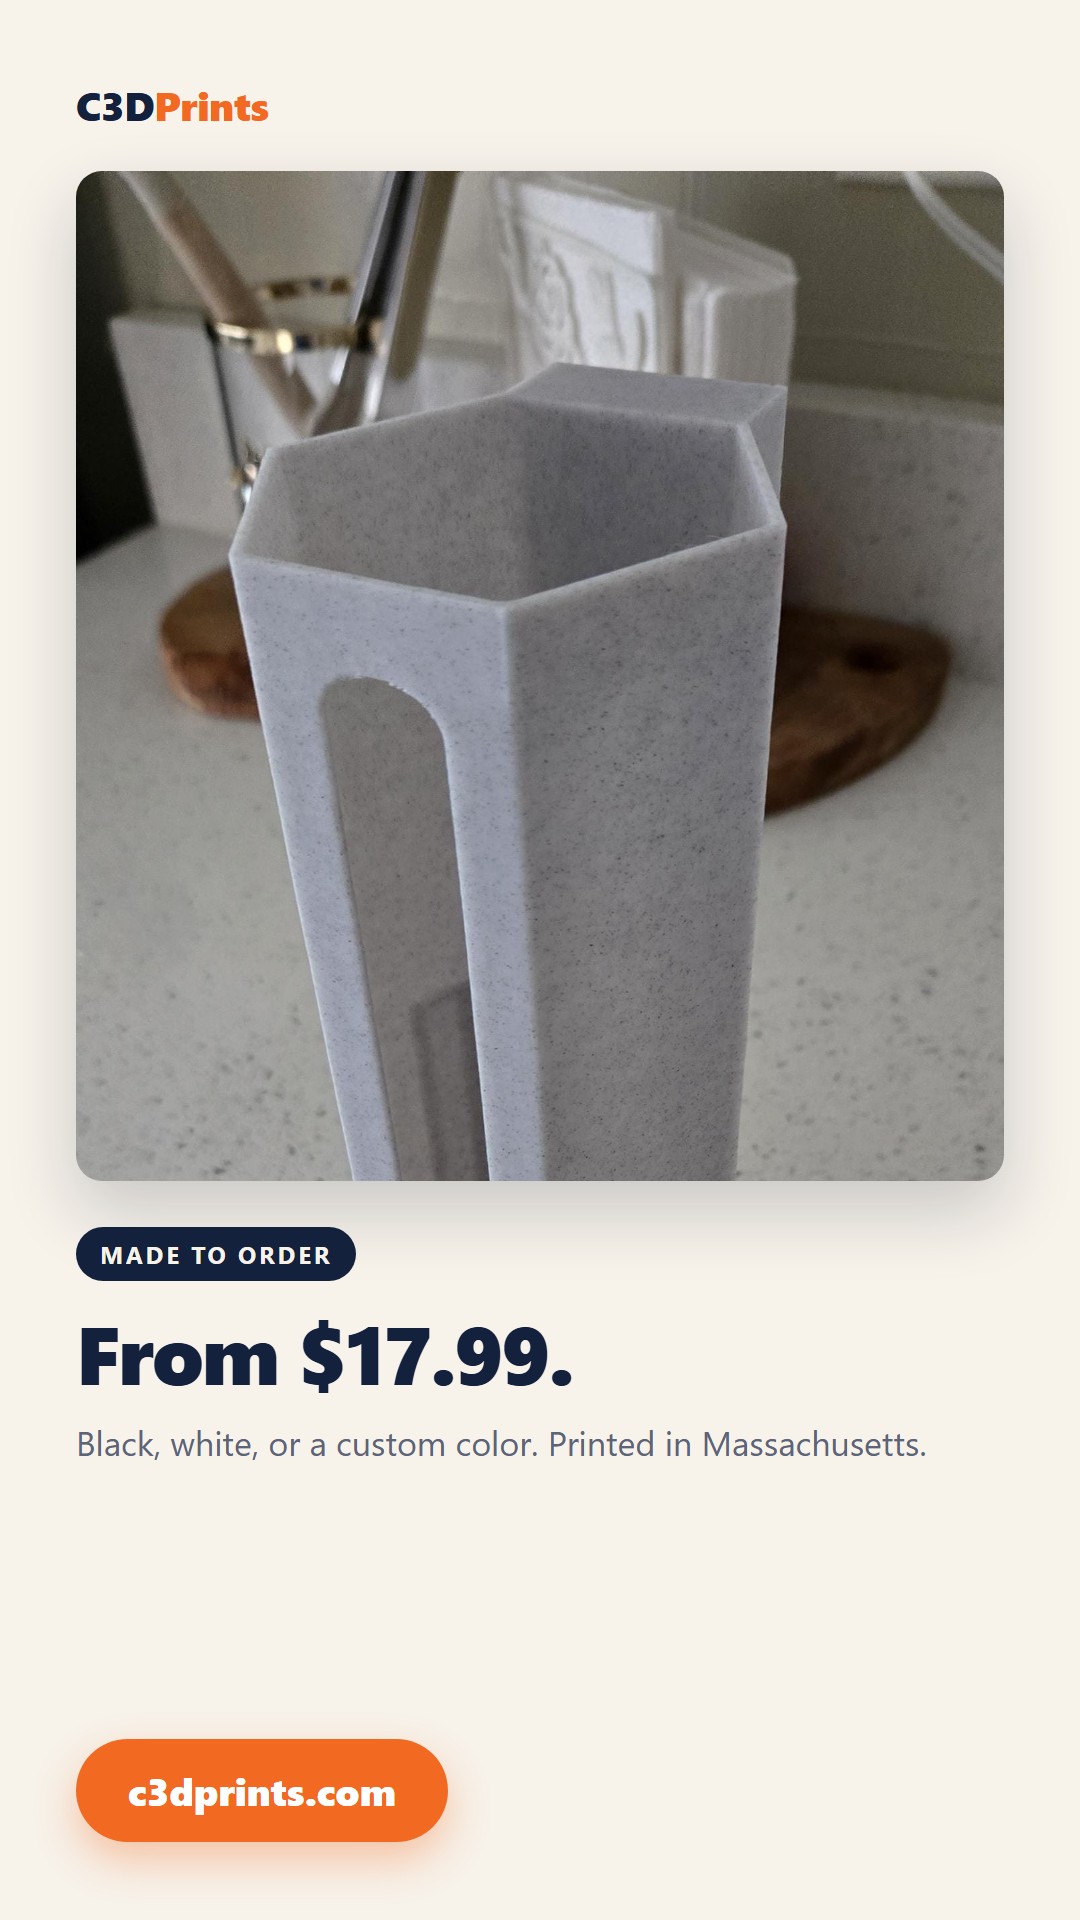 C3DPrints
MADE TO ORDER
From $17.99.
Black, white, or a custom color. Printed in Massachusetts.
c3dprints.com